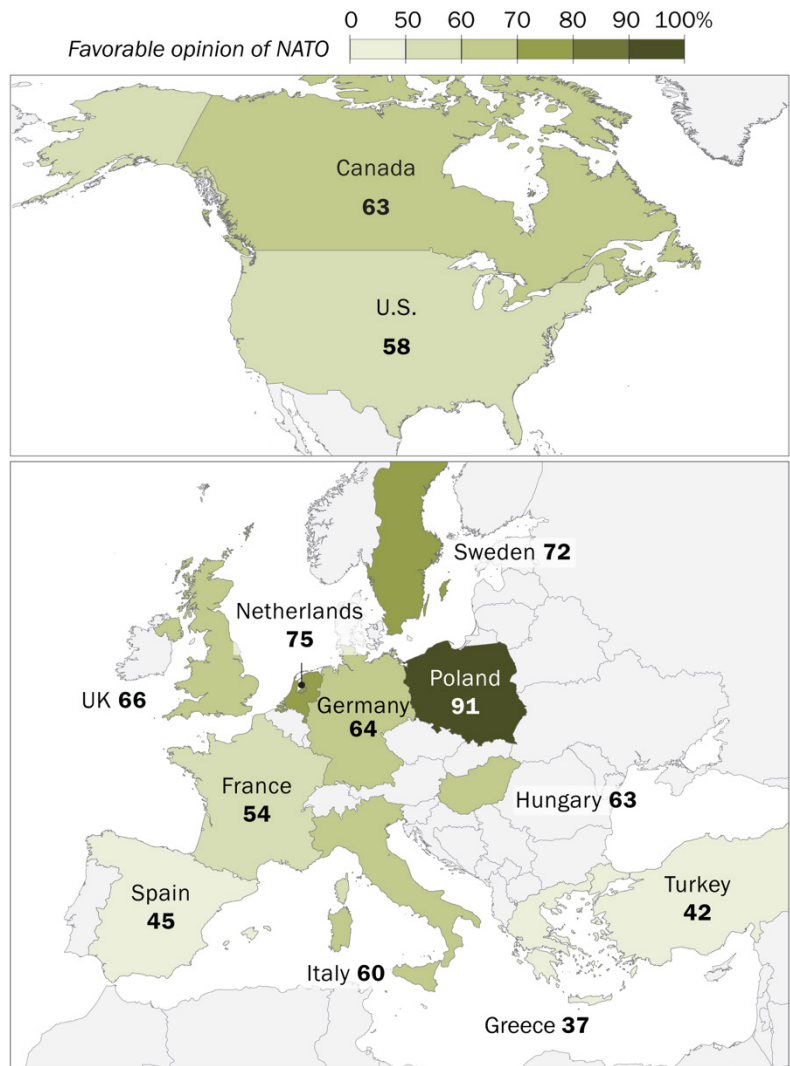 0 50 60 70 80 90 100%
Favorable opinion of NATO
Canada
63
U.S.
58
Sweden 72
Netherlands
75
Poland
91
UK 66
Germany
64
France
54
Hungary 63
Spain
45
Turkey
42
Italy 60
Greece 37